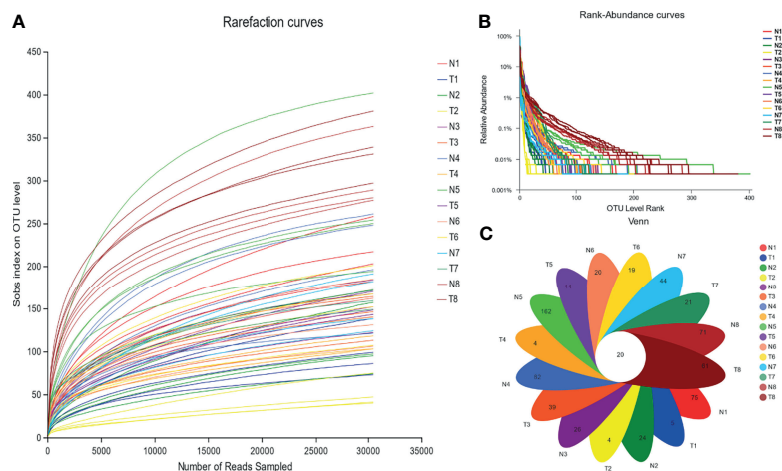 A
Rarefaction curves
450
400
350
300
250
200
150
100
50
0
0 5000 10000 15000 20000 25000 30000 35000
Number of Reads Sampled
Sobs index on OTU level
N1
T1
N2
T2
N3
T3
N4
T4
N5
T5
N6
T6
N7
T7
N8
T8
B
Rank-Abundance curves
100%
10%
1%
0.1%
0.01%
0.001%
0 100 200 300 400
OTU Level Rank
Relative Abundance
N1
T1
N2
T2
N3
T3
N4
T4
N5
T5
N6
T6
N7
T7
N8
T8
Venn
C
N6 T6
T5 N7
N5 T7
T4 N8
N4 T8
T3 N1
N3 T1
T2 N2
20 19
44
162 21
4
20
39 75
4 24
N1
T1
N2
T2
N3
T3
N4
T4
N5
T5
N6
T6
N7
T7
N8
T8